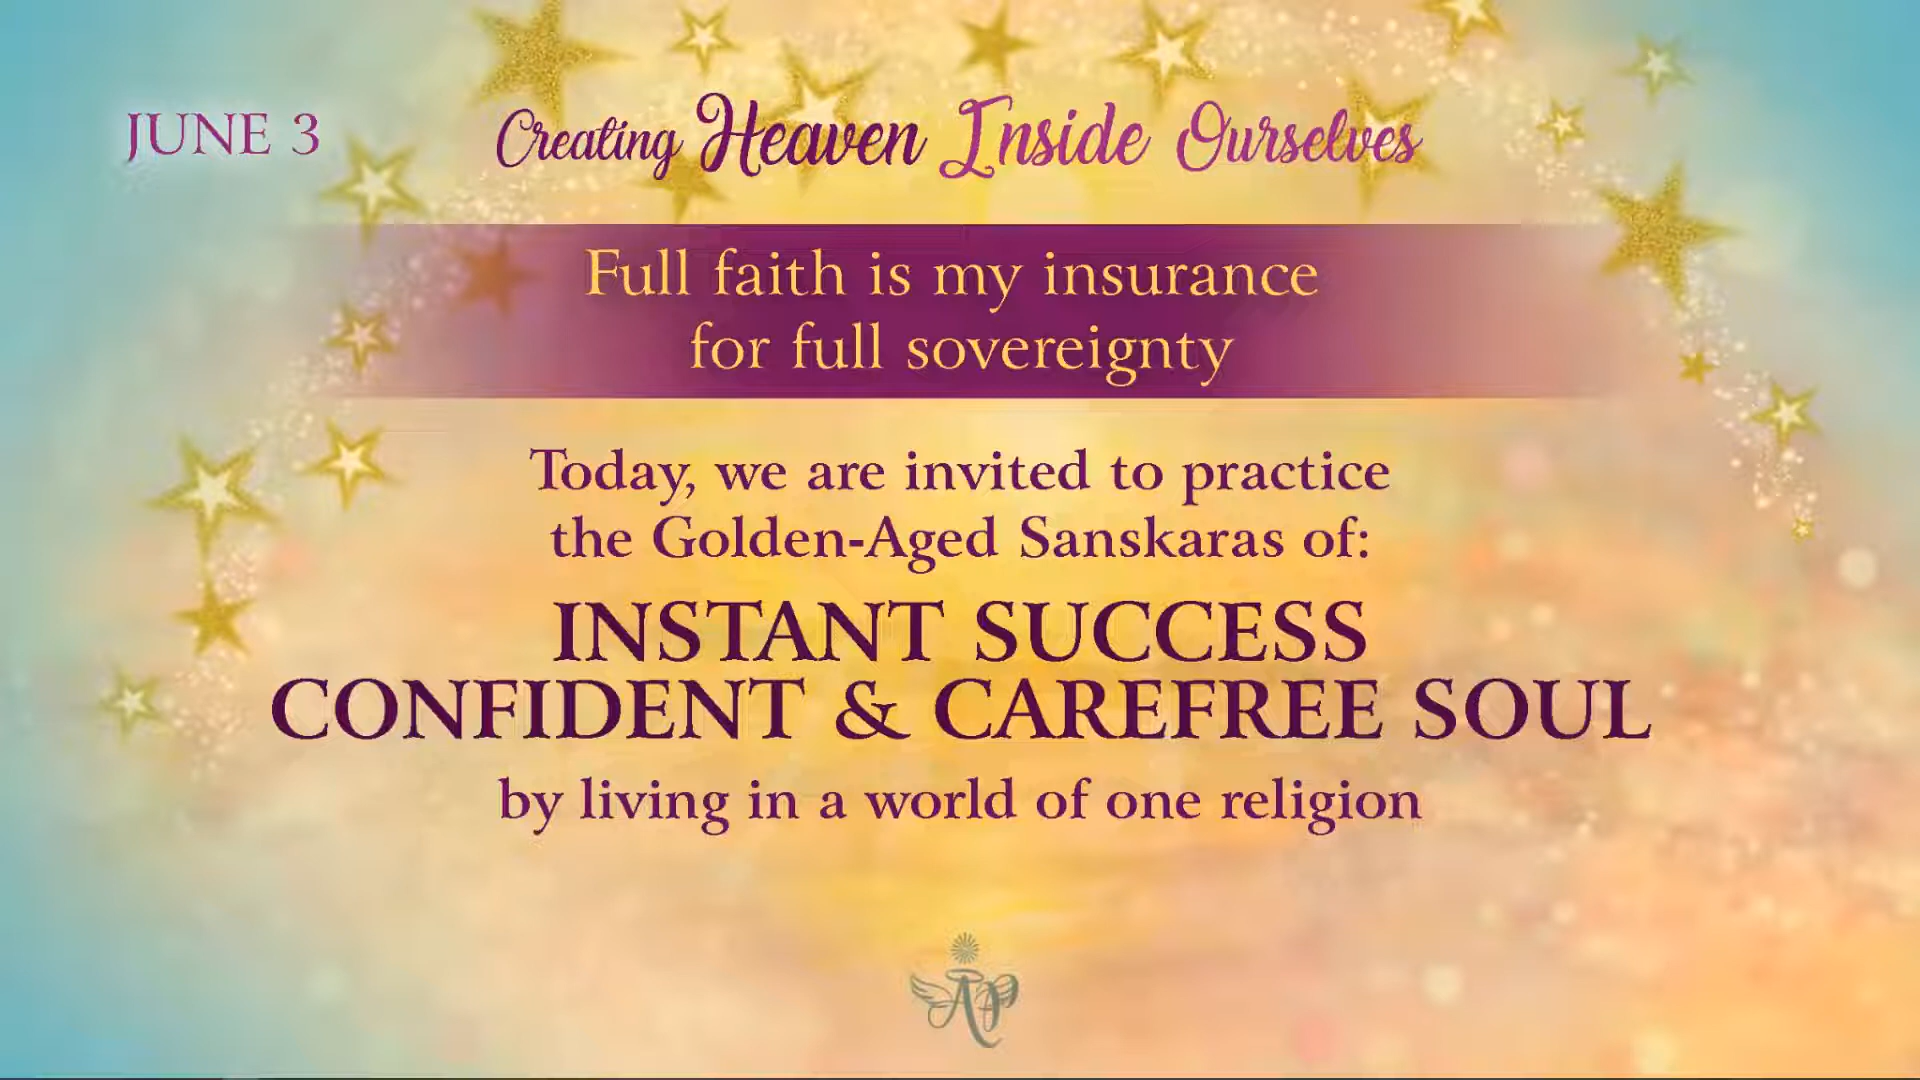 JUNE 3
Creating Heaven Inside Ourselves
Full faith is my insurance
for full sovereignty
Today, we are invited to practice
the Golden-Aged Sanskaras of:
INSTANT SUCCESS
CONFIDENT & CAREFREE SOUL
by living in a world of one religion
AP